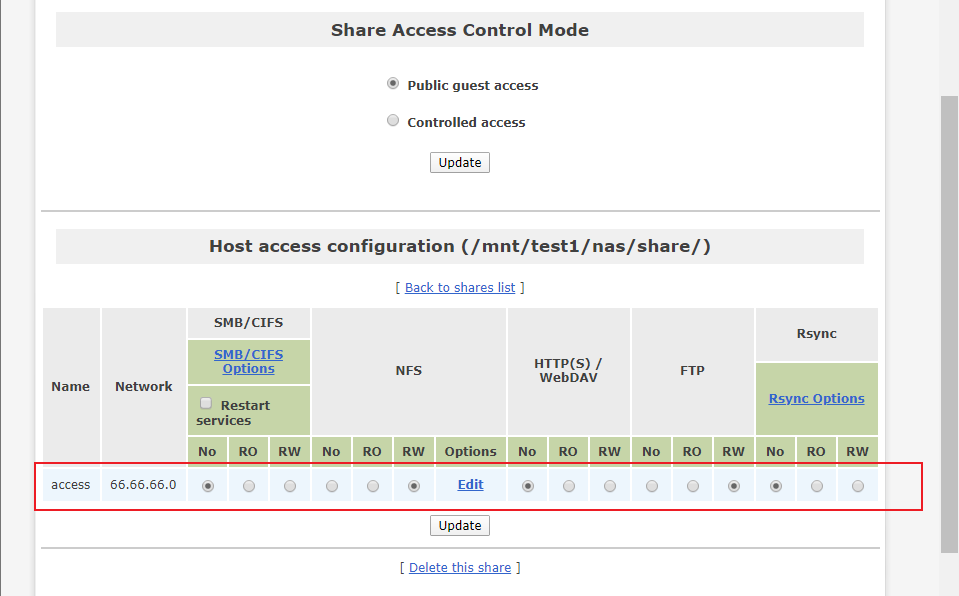 Share Access Control Mode
Public guest access
Controlled access
Update
Host access configuration (/mnt/test1/nas/share/)
[ Back to shares list ]
Name Network SMB/CIFS NFS HTTP(S) / WebDAV FTP Rsync
SMB/CIFS Options
Restart services
Rsync Options
No RO RW No RO RW Options No RO RW No RO RW No RO RW
access 66.66.66.0 Edit
Update
[ Delete this share ]